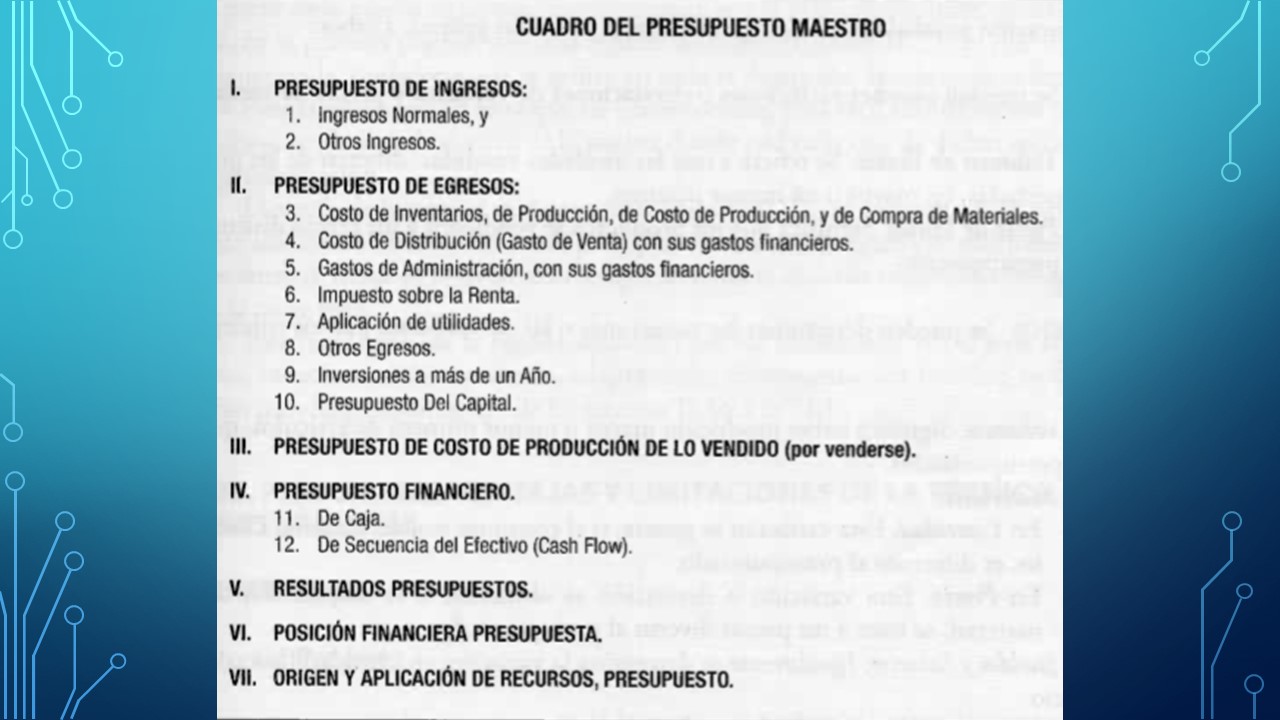 CUADRO DEL PRESUPUESTO MAESTRO
I. PRESUPUESTO DE INGRESOS:
1. Ingresos Normales, y
2. Otros Ingresos.
II. PRESUPUESTO DE EGRESOS:
3. Costo de Inventarios, de Producción, de Costo de Producción, y de Compra de Materiales.
4. Costo de Distribución (Gasto de Venta) con sus gastos financieros.
5. Gastos de Administración, con sus gastos financieros.
6. Impuesto sobre la Renta.
7. Aplicación de utilidades.
8. Otros Egresos.
9. Inversiones a más de un Año.
10. Presupuesto Del Capital.
III. PRESUPUESTO DE COSTO DE PRODUCCIÓN DE LO VENDIDO (por venderse).
IV. PRESUPUESTO FINANCIERO.
11. De Caja.
12. De Secuencia del Efectivo (Cash Flow).
V. RESULTADOS PRESUPUESTOS.
VI. POSICIÓN FINANCIERA PRESUPUESTA.
VII. ORIGEN Y APLICACIÓN DE RECURSOS, PRESUPUESTO.